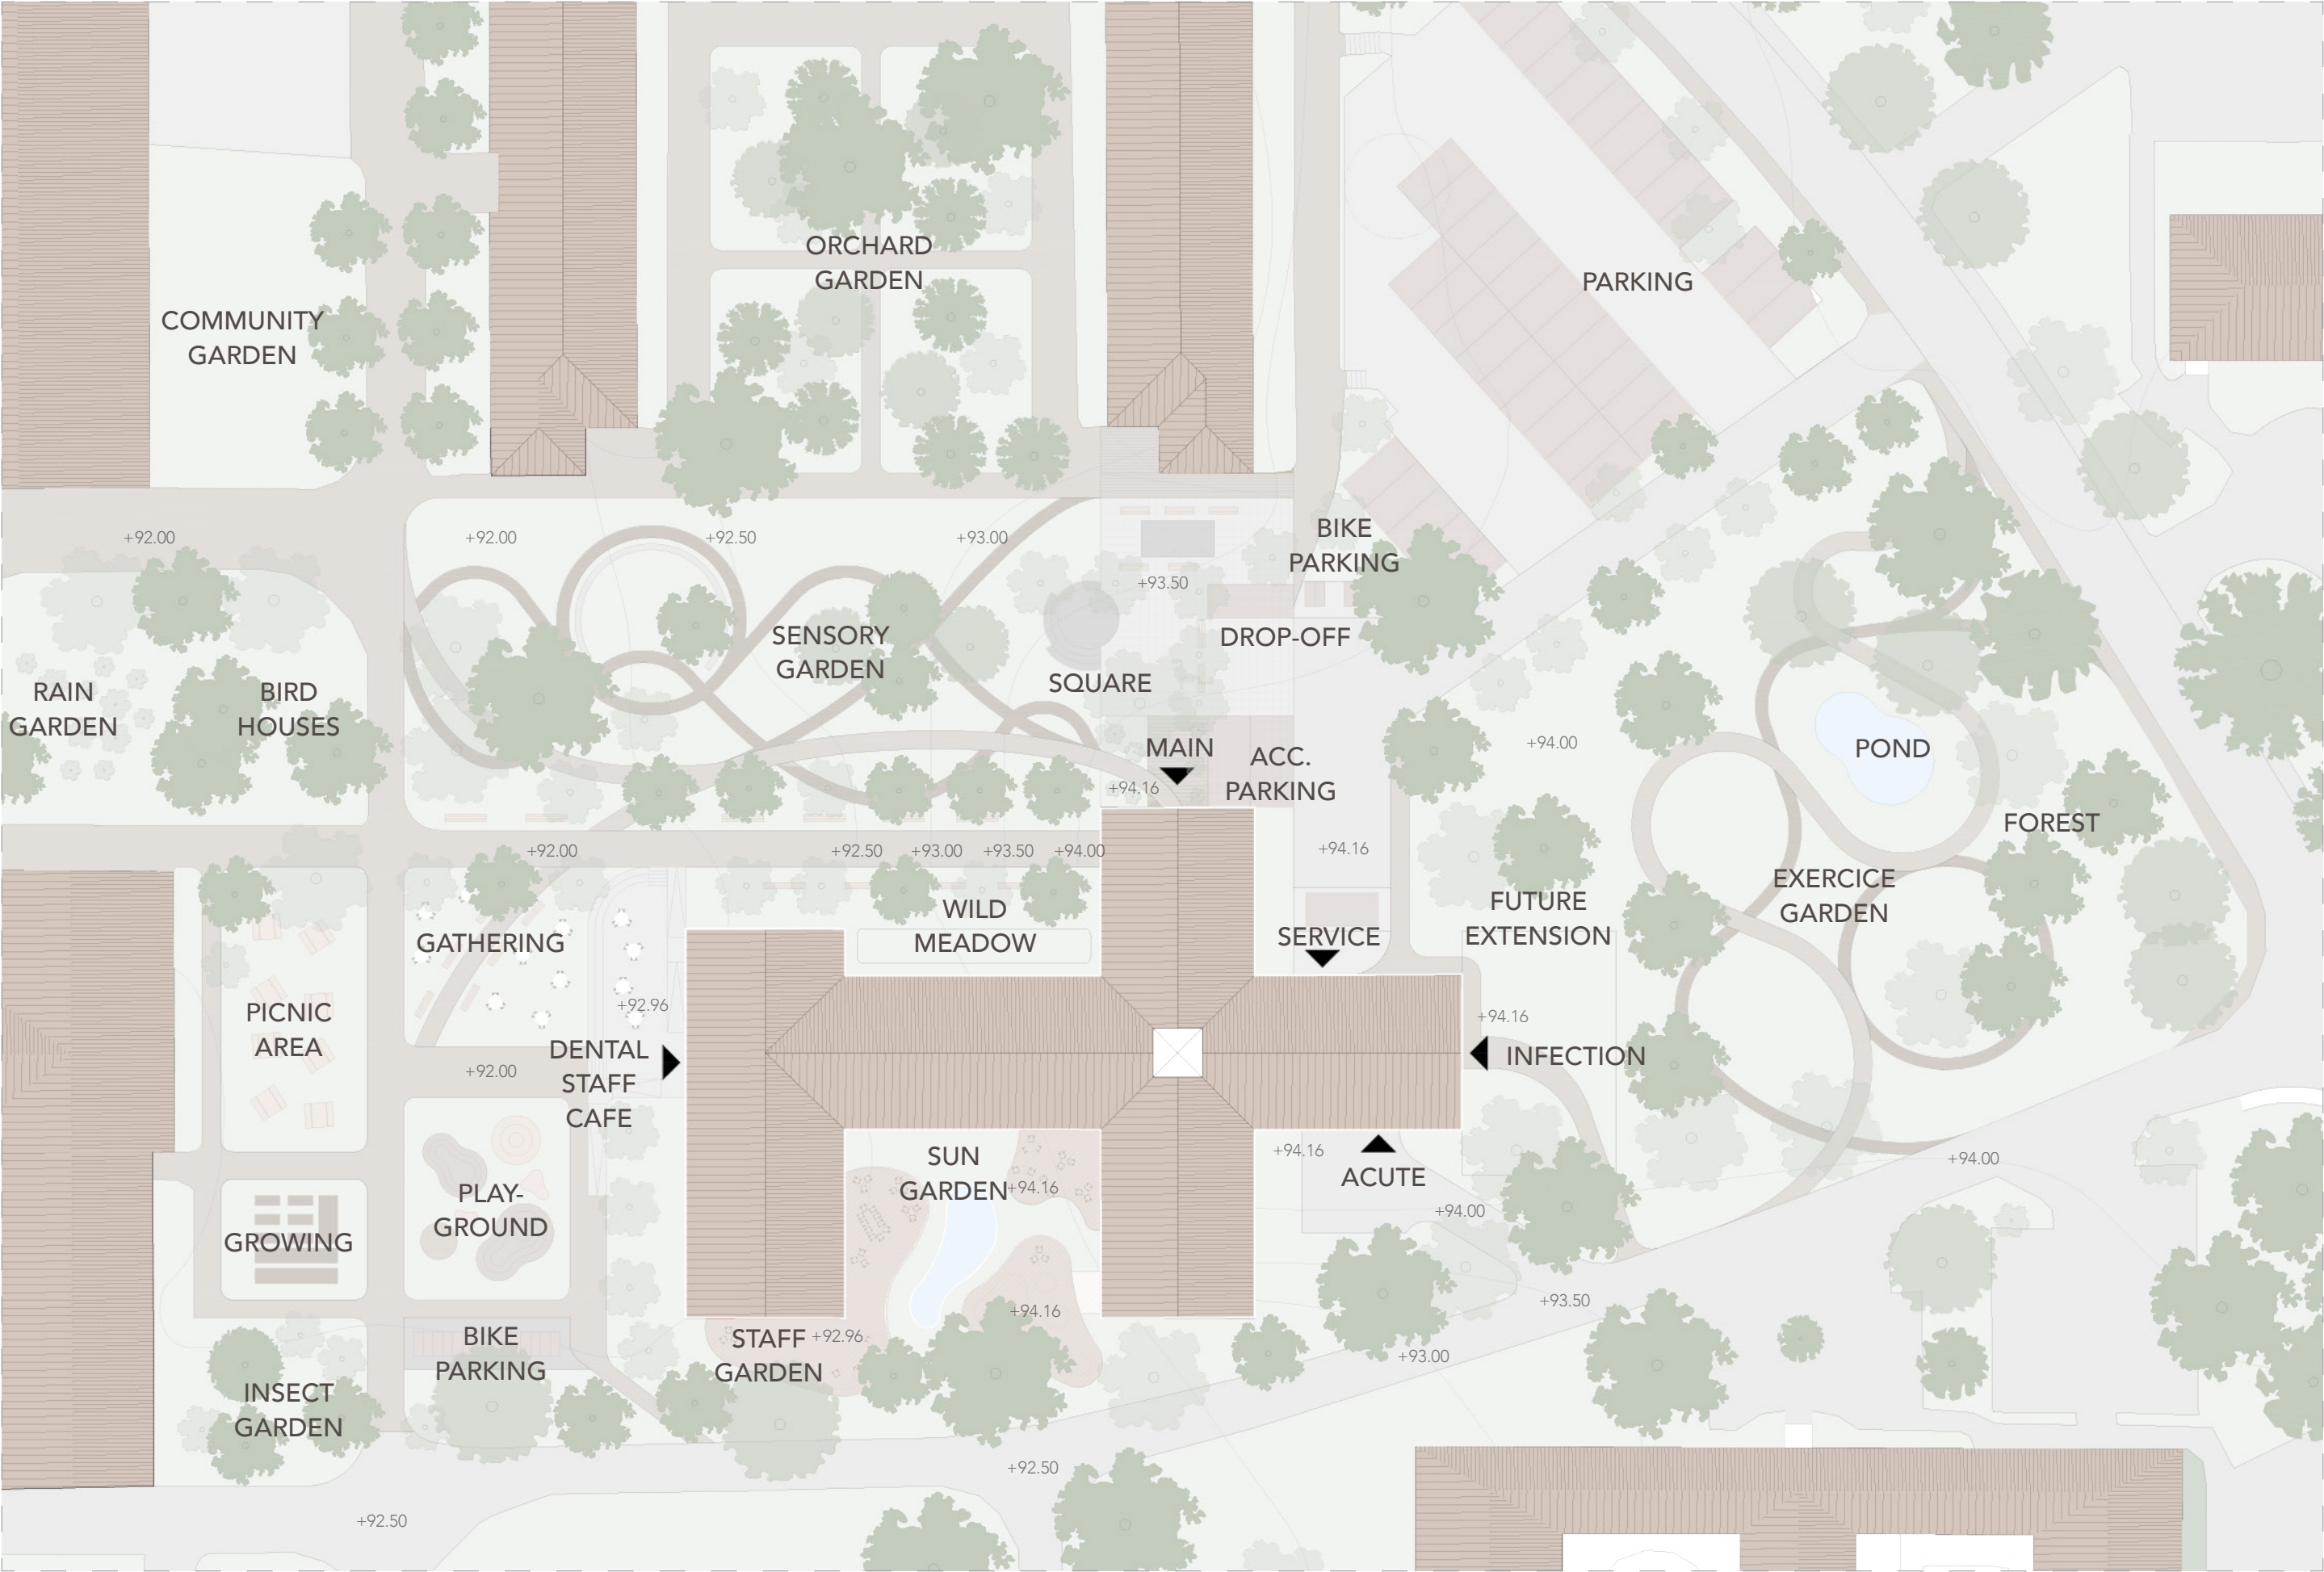 ORCHARD
GARDEN
PARKING
COMMUNITY
GARDEN
+92.00
+92.00
+92.50
+93.00
BIKE
PARKING
+93.50
DROP-OFF
SENSORY
GARDEN
SQUARE
RAIN
GARDEN
BIRD
HOUSES
MAIN
+94.16
ACC.
PARKING
+94.00
POND
FOREST
+92.00
+92.50
+93.00
+93.50
+94.00
+94.16
EXERCICE
GARDEN
FUTURE
EXTENSION
WILD
MEADOW
GATHERING
SERVICE
+92.96
PICNIC
AREA
+94.16
INFECTION
DENTAL
STAFF
CAFE
+92.00
SUN
GARDEN
+94.16
+94.16
ACUTE
+94.00
+94.00
PLAY-
GROUND
GROWING
+94.16
+93.50
BIKE
PARKING
STAFF
GARDEN
+92.96
+93.00
INSECT
GARDEN
+92.50
+92.50